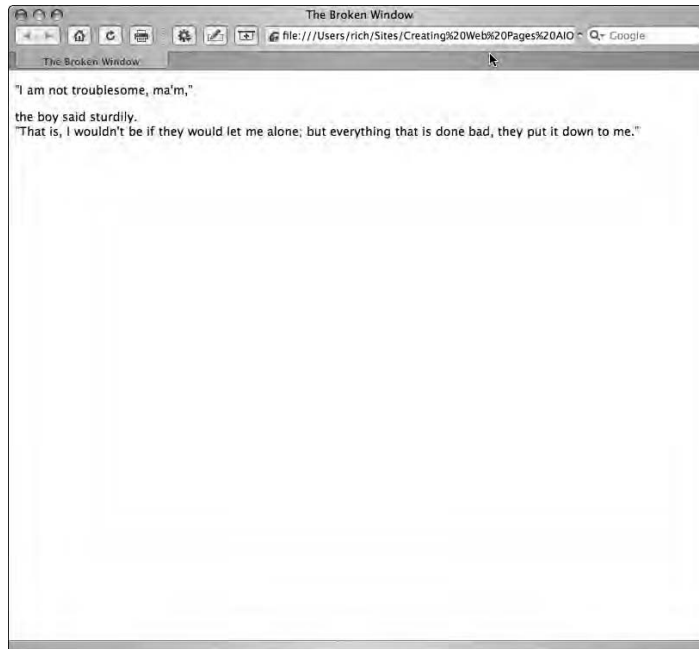 The Broken Window
file:///Users/rich/Sites/Creating%20Web%20Pages%20AIO
Google
The Broken Window
"I am not troublesome, ma'm,"
the boy said sturdily.
"That is, I wouldn't be if they would let me alone; but everything that is done bad, they put it down to me."